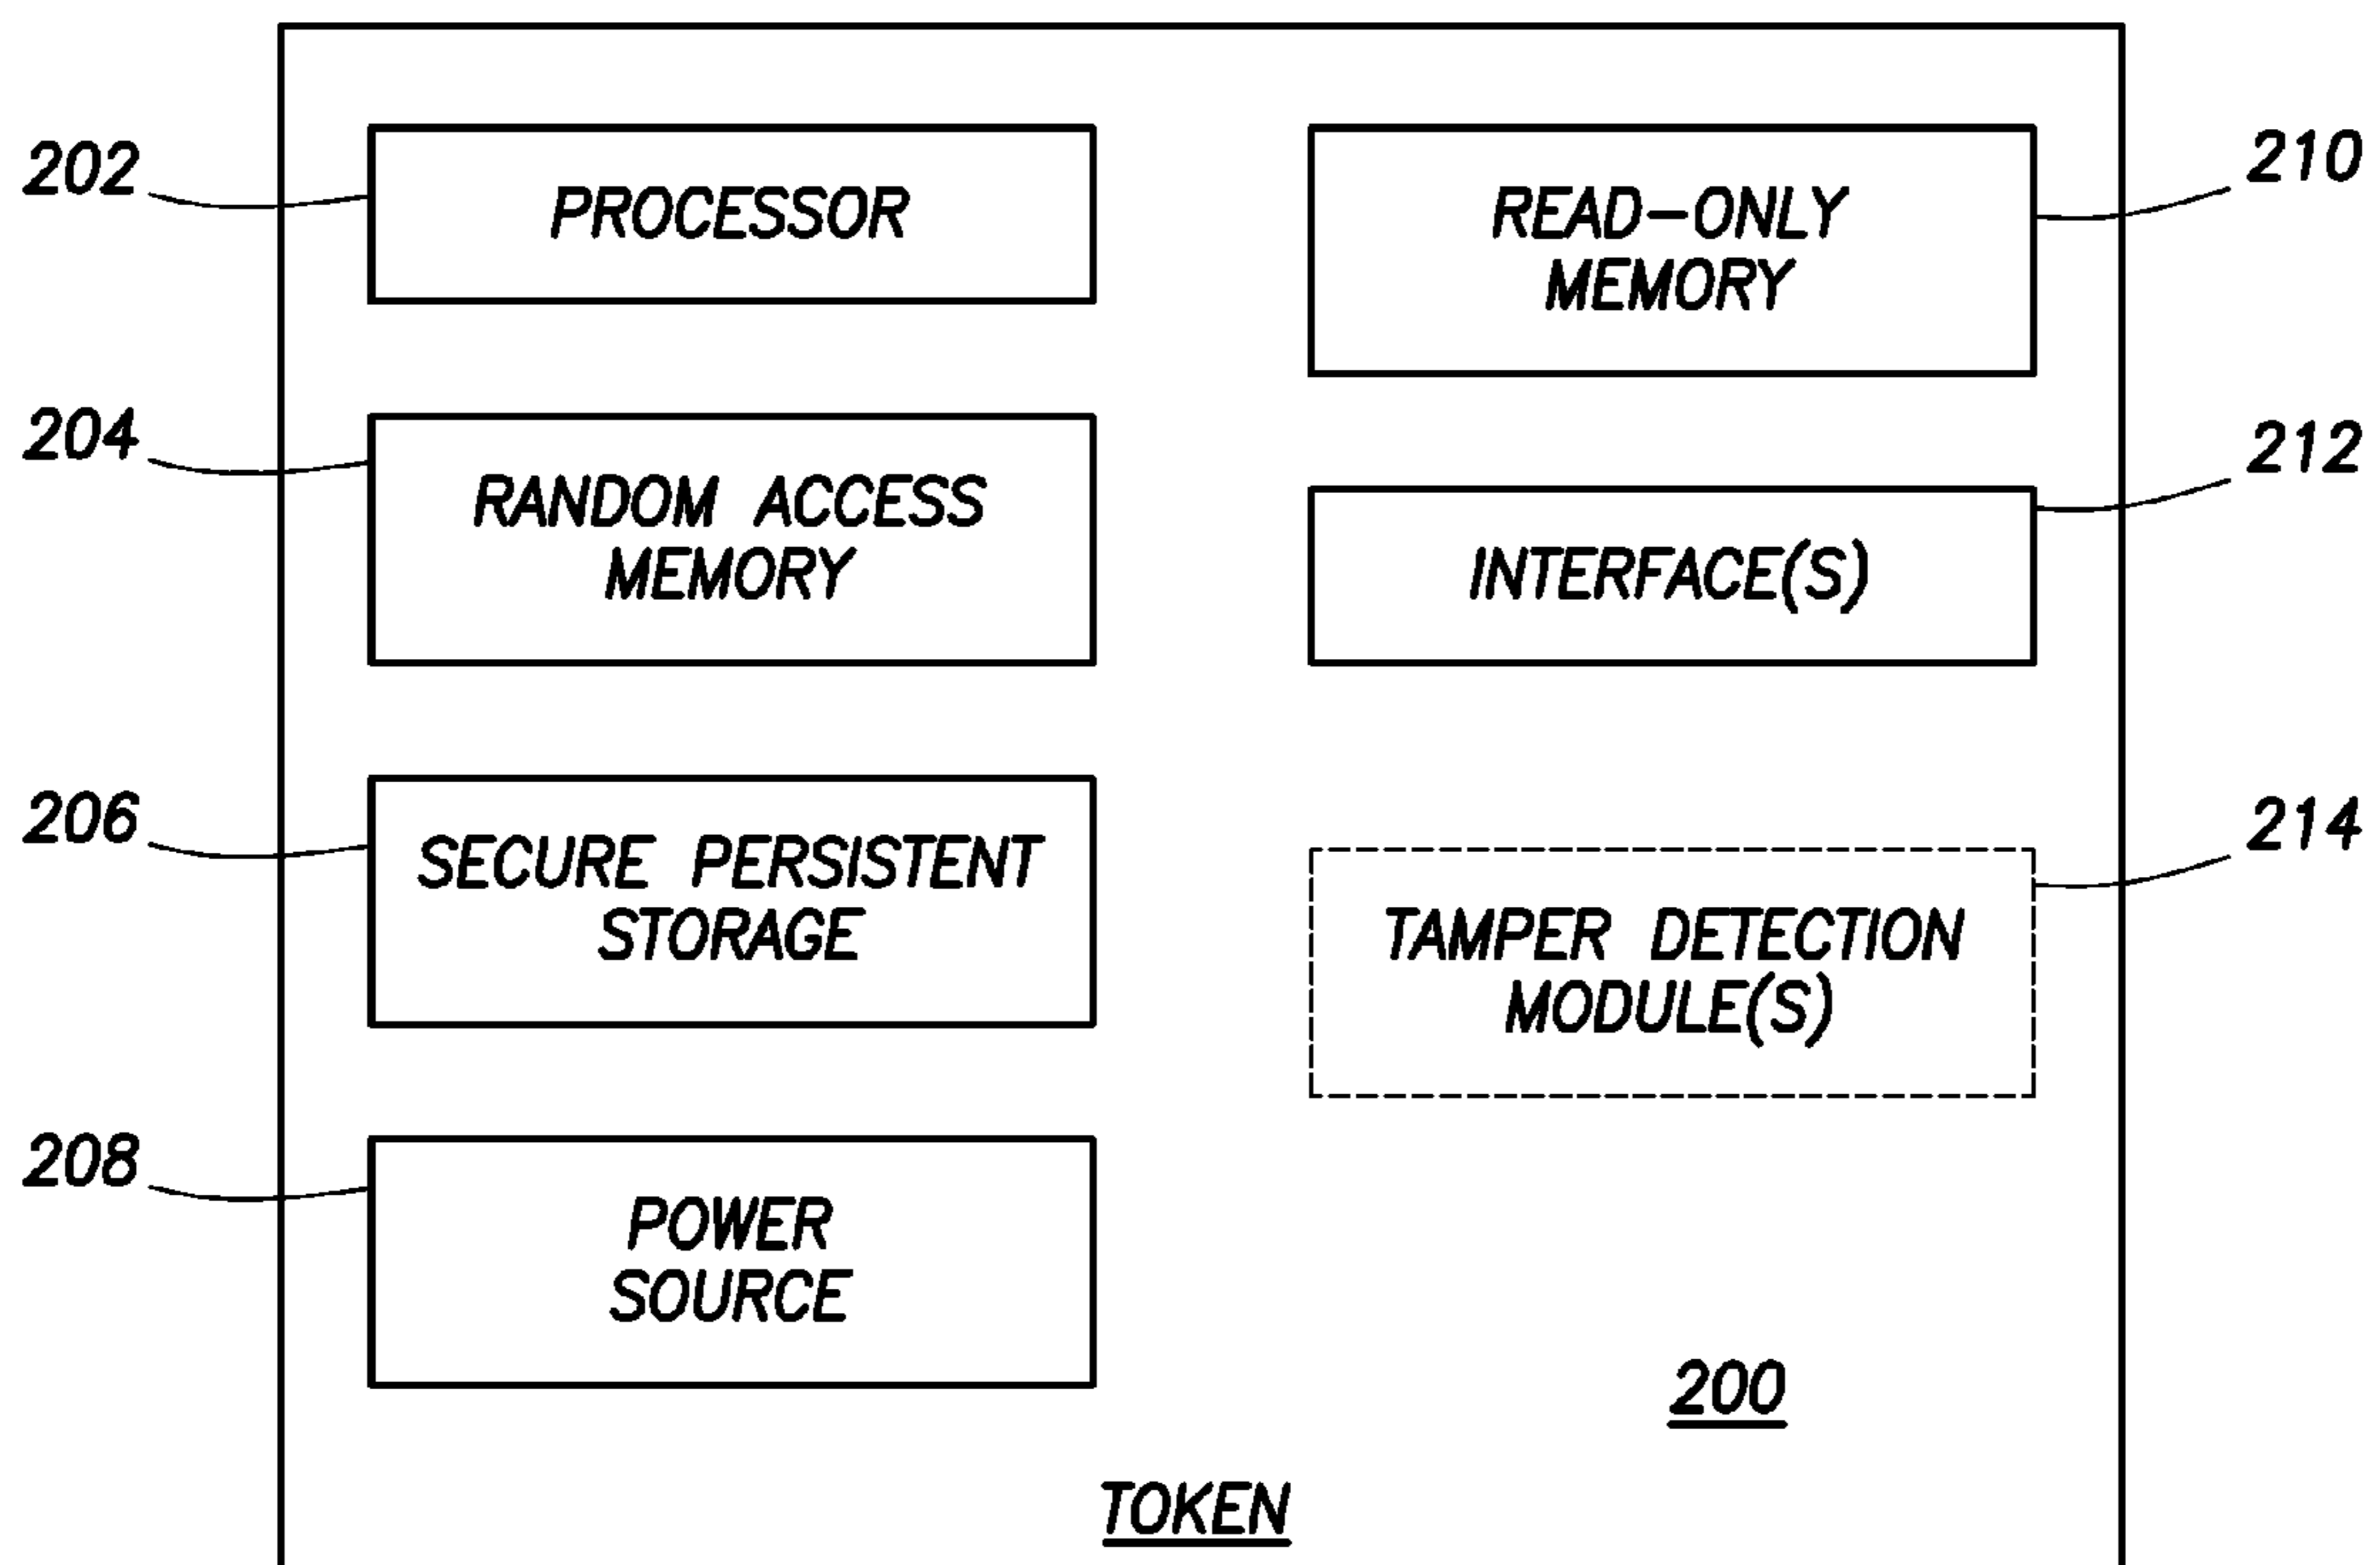 202
PROCESSOR
204
RANDOM ACCESS
MEMORY
206
SECURE PERSISTENT
STORAGE
208
POWER
SOURCE
210
READ-ONLY
MEMORY
212
INTERFACE(S)
214
TAMPER DETECTION
MODULE(S)
200
TOKEN